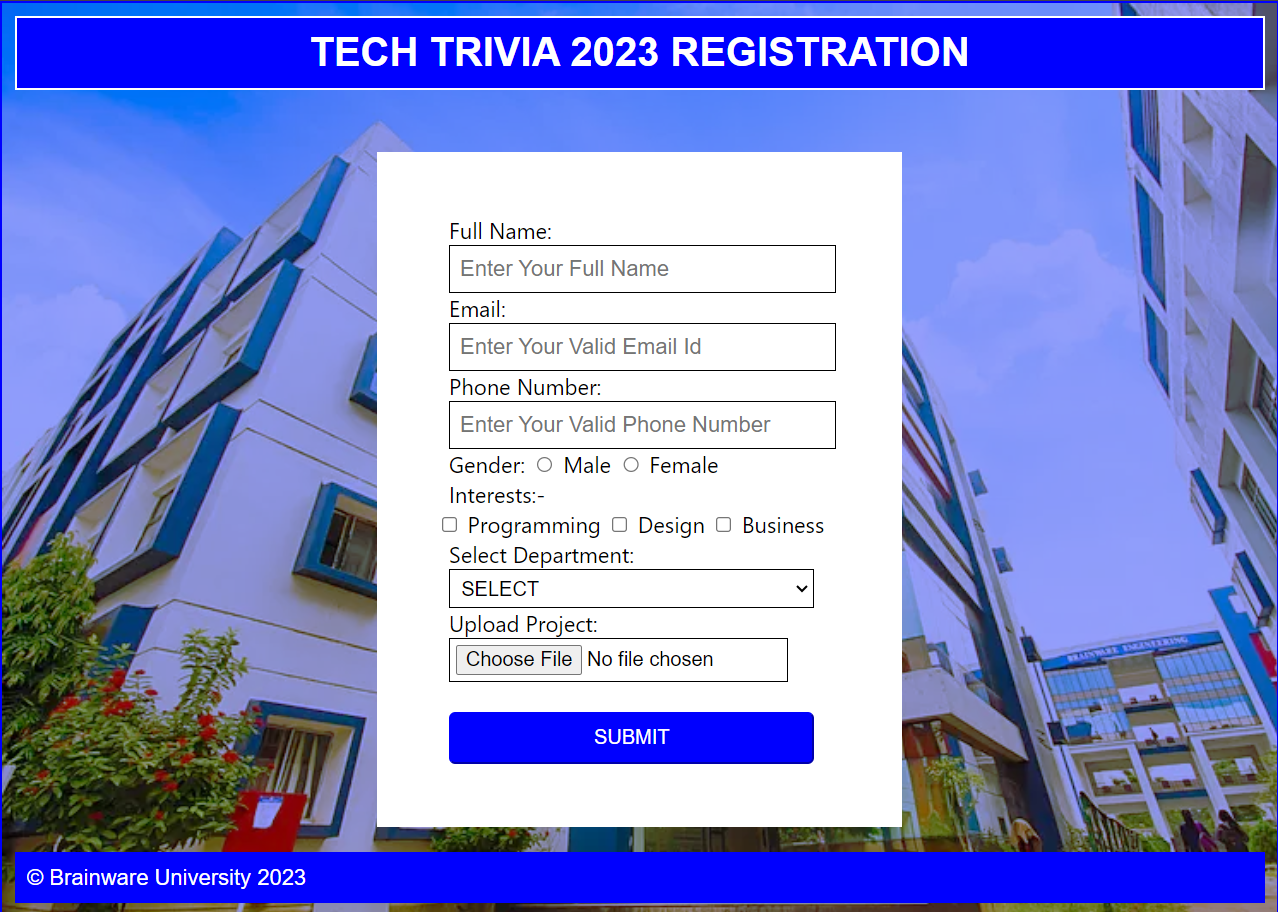 TECH TRIVIA 2023 REGISTRATION
Full Name:
Enter Your Full Name
Email:
Enter Your Valid Email Id
Phone Number:
Enter Your Valid Phone Number
Gender: Male Female
Interests:-
Programming Design Business
Select Department:
SELECT
Upload Project:
Choose File No file chosen
BRAINWARE ENGINEERING
SUBMIT
© Brainware University 2023